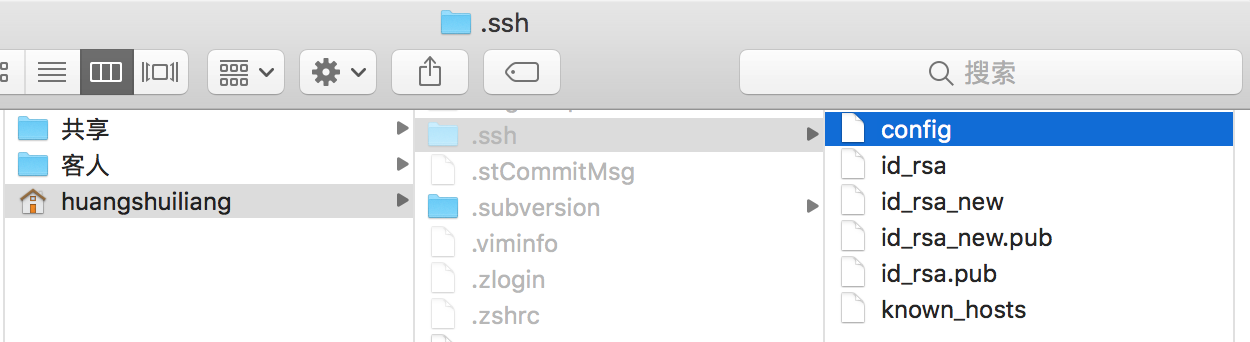 .ssh
搜索
共享
客人
huangshuiliang
.ssh
.stCommitMsg
.subversion
.viminfo
.zlogin
.zshrc
config
id_rsa
id_rsa_new
id_rsa_new.pub
id_rsa.pub
known_hosts